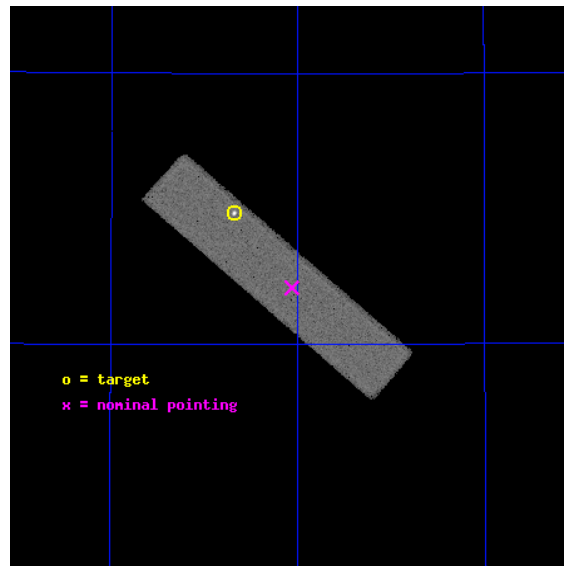 o = target
x = nominal pointing